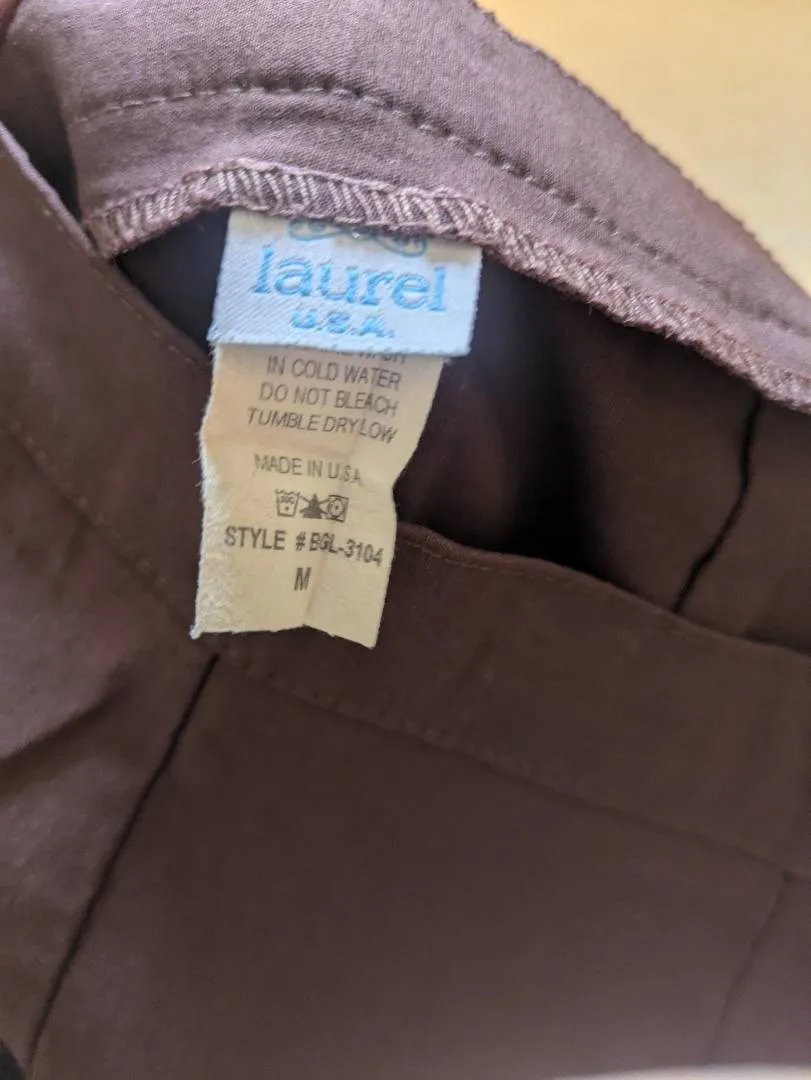 laurel
U.S.A.
IN COLD WATER
DO NOT BLEACH
TUMBLE DRY LOW
MADE IN U.S.A.
STYLE #BGL-3104
M